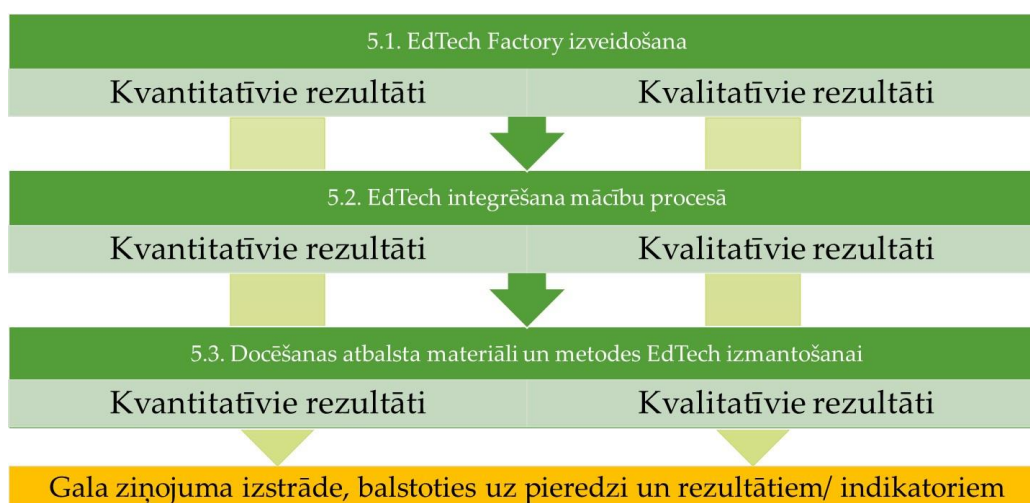 5.1. EdTech Factory izveidošana
Kvantitatīvie rezultāti Kvalitatīvie rezultāti
5.2. EdTech integrēšana mācību procesā
Kvantitatīvie rezultāti Kvalitatīvie rezultāti
5.3. Docēšanas atbalsta materiāli un metodes EdTech izmantošanai
Kvantitatīvie rezultāti Kvalitatīvie rezultāti
Gala ziņojuma izstrāde, balstoties uz pieredzi un rezultātiem/ indikatoriem